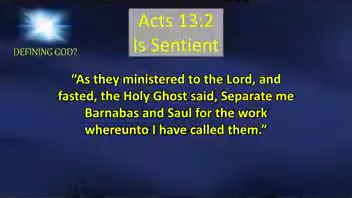 Acts 13:2
Is Sentient
DEFINING GOD?
“As they ministered to the Lord, and
fasted, the Holy Ghost said, Separate me
Barnabas and Saul for the work
whereunto I have called them.”